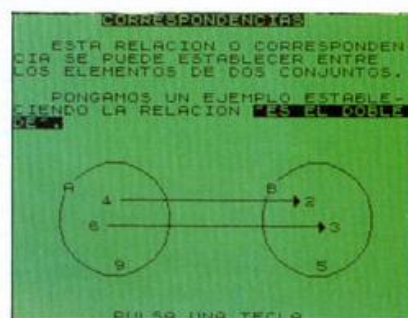 CORRESPONDENCIAS
ESTA RELACION O CORRESPONDEN
CIA SE PUEDE ESTABLECER ENTRE
LOS ELEMENTOS DE DOS CONJUNTOS.
PONGAMOS UN EJEMPLO ESTABLE-
CIENDO LA RELACION "ES EL DOBLE
DE".
A B
4 2
6 3
9 5
PULSA UNA TECLA